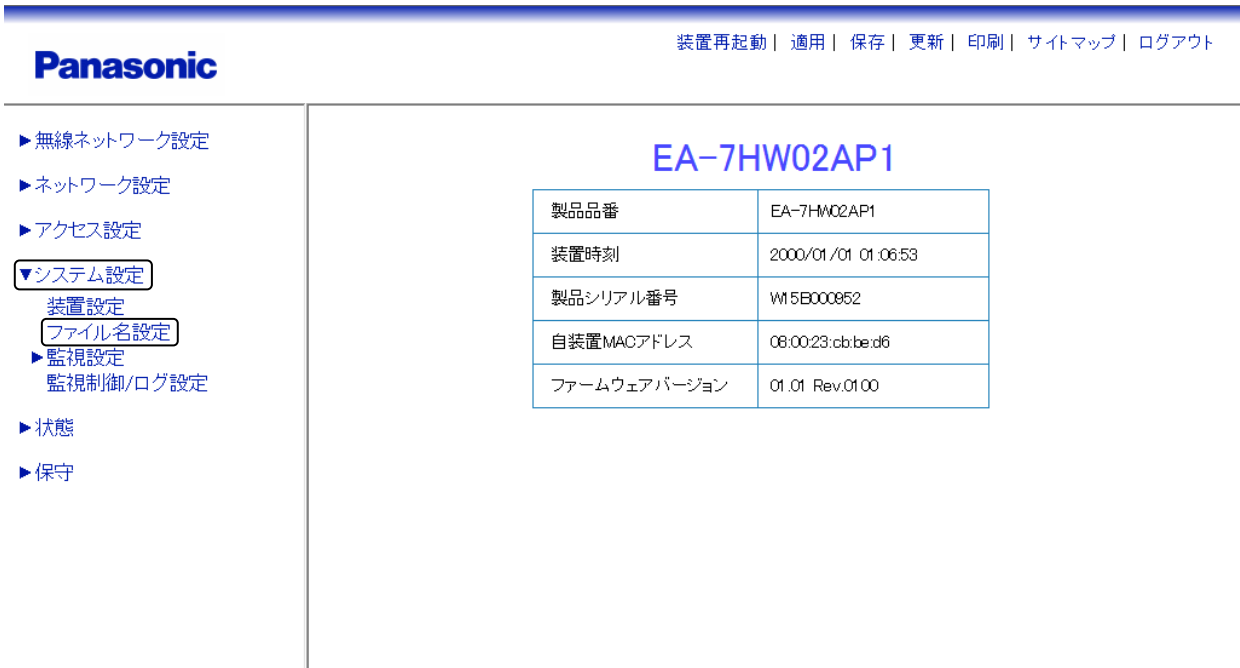 装置再起動| 適用| 保存| 更新| 印刷| サイトマップ| ログアウト
Panasonic
▶無線ネットワーク設定
▶ネットワーク設定
▶アクセス設定
▼システム設定
装置設定
ファイル名設定
▶監視設定
監視制御/ログ設定
▶状態
▶保守
EA-7HW02AP1
製品品番 EA-7HW02AP1
装置時刻 2000/01/01 01:06:53
製品シリアル番号 W15B000952
自装置MACアドレス 08:00:23:cb:be:d6
ファームウェアバージョン 01.01 Rev.0100